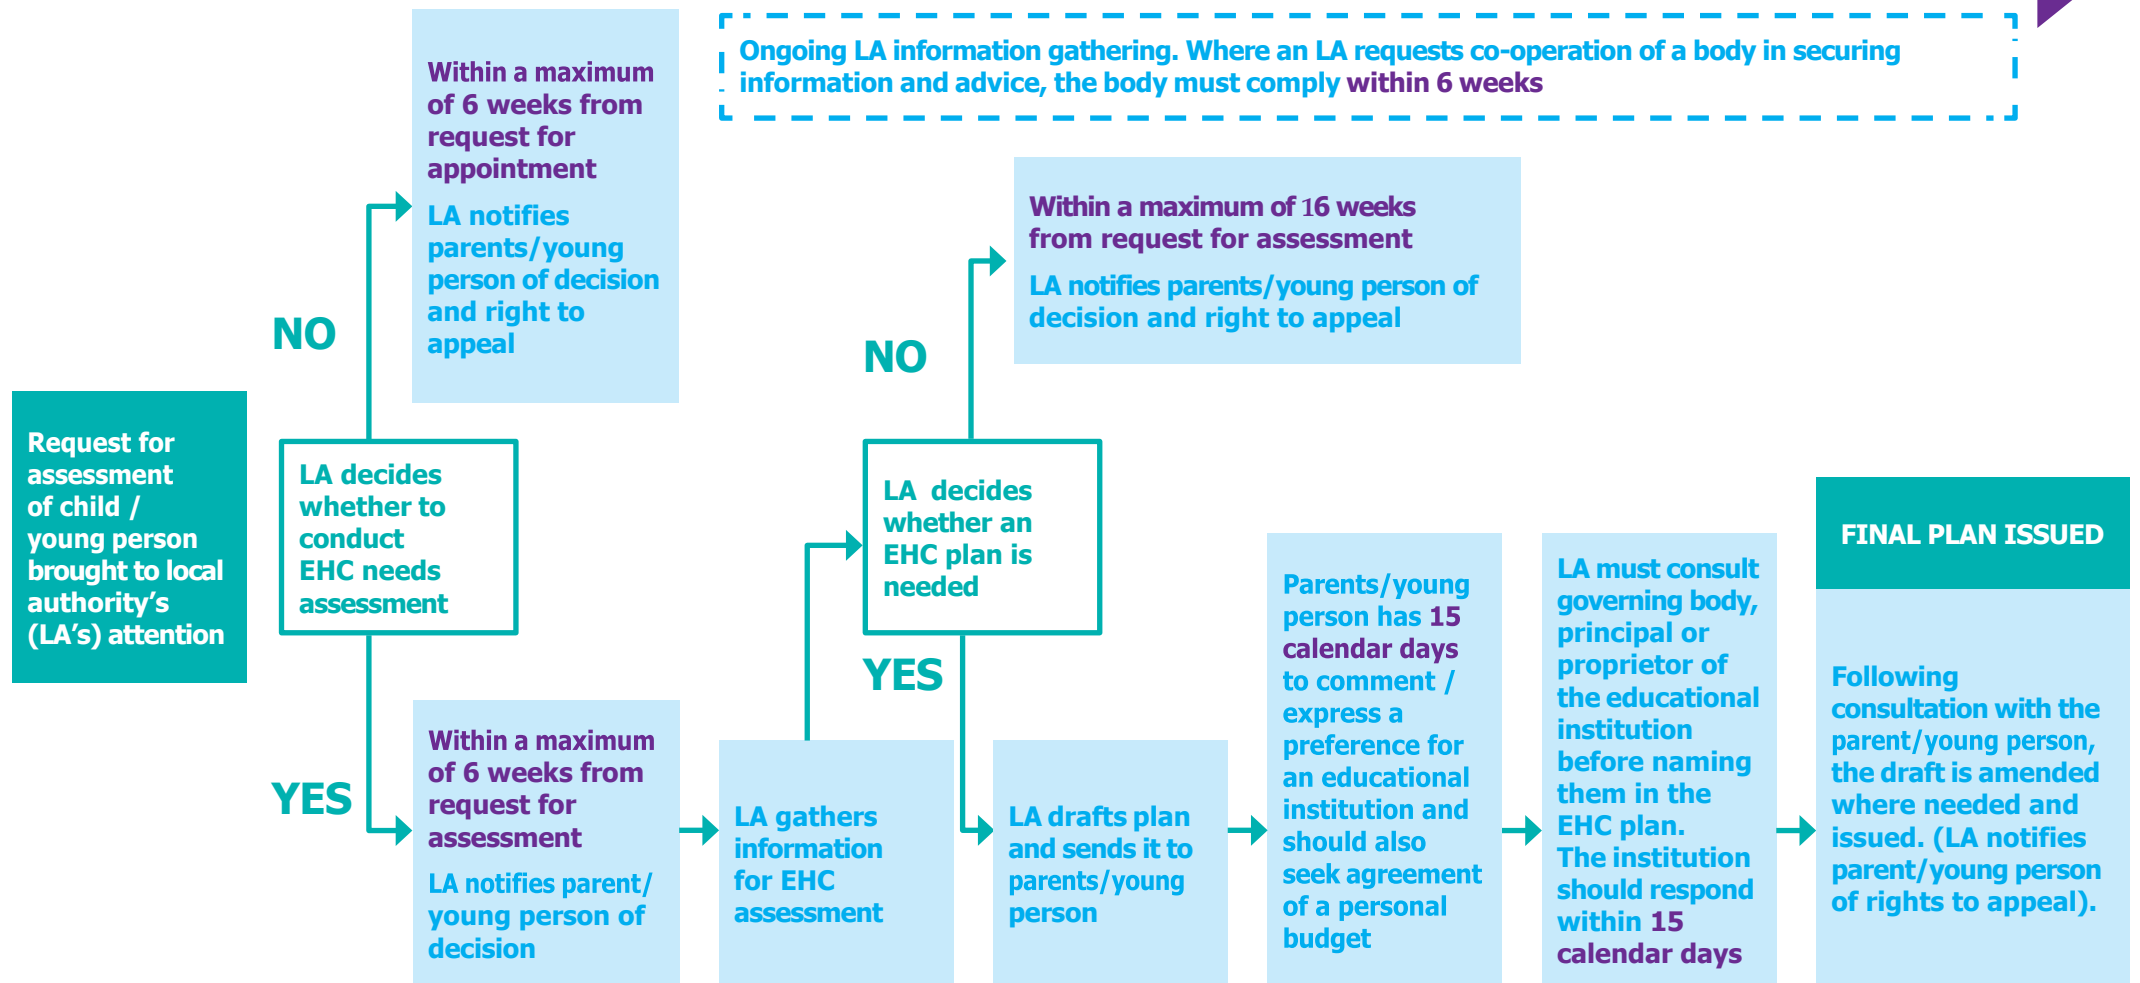 Ongoing LA information gathering. Where an LA requests co-operation of a body in securing
information and advice, the body must comply within 6 weeks
Request for
assessment
of child /
young person
brought to local
authority's
(LA's) attention
LA decides
whether to
conduct
EHC needs
assessment
NO
Within a maximum
of 6 weeks from
request for
appointment
LA notifies
parents/young
person of decision
and right to
appeal
YES
Within a maximum
of 6 weeks from
request for
assessment
LA notifies parent/
young person of
decision
LA gathers
information
for EHC
assessment
LA decides
whether an
EHC plan is
needed
NO
Within a maximum of 16 weeks
from request for assessment
LA notifies parents/young person of
decision and right to appeal
YES
LA drafts plan
and sends it to
parents/young
person
Parents/young
person has 15
calendar days
to comment /
express a
preference for
an educational
institution and
should also
seek agreement
of a personal
budget
LA must consult
governing body,
principal or
proprietor of
the educational
institution
before naming
them in the
EHC plan.
The institution
should respond
within 15
calendar days
FINAL PLAN ISSUED
Following
consultation with the
parent/young person,
the draft is amended
where needed and
issued. (LA notifies
parent/young person
of rights to appeal).